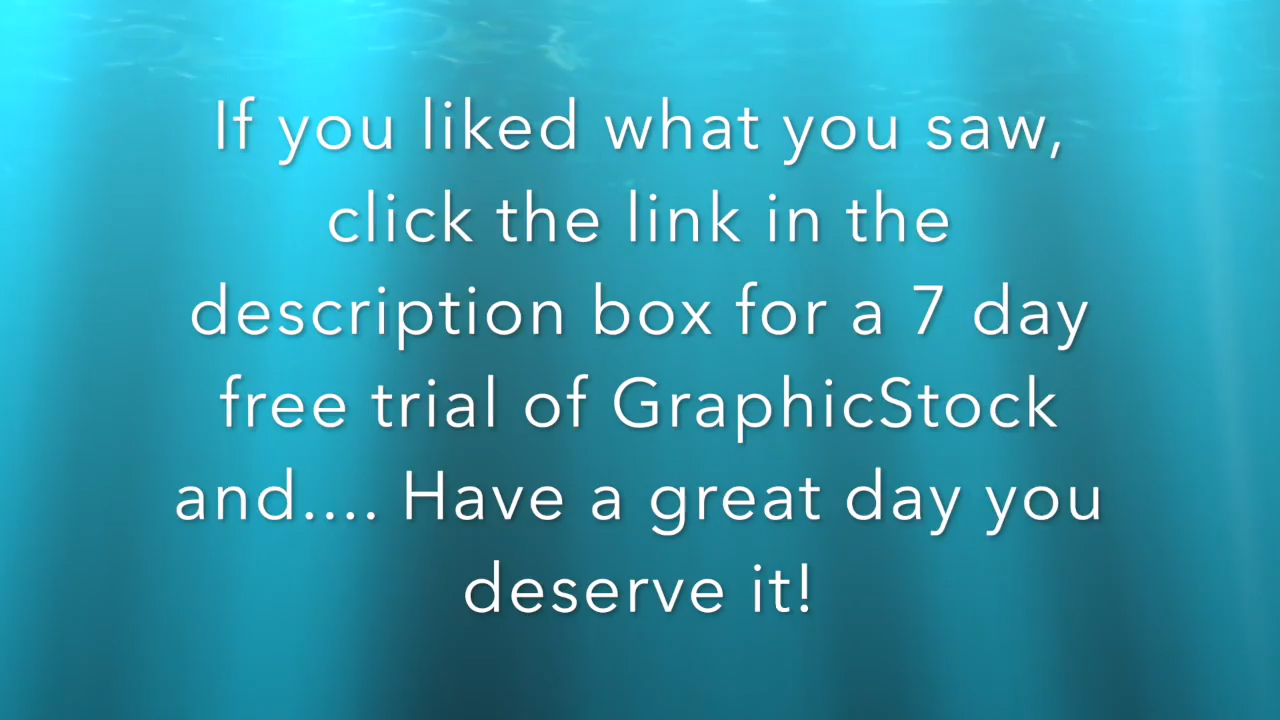 If you liked what you saw,
click the link in the
description box for a 7 day
free trial of GraphicStock
and.... Have a great day you
deserve it!